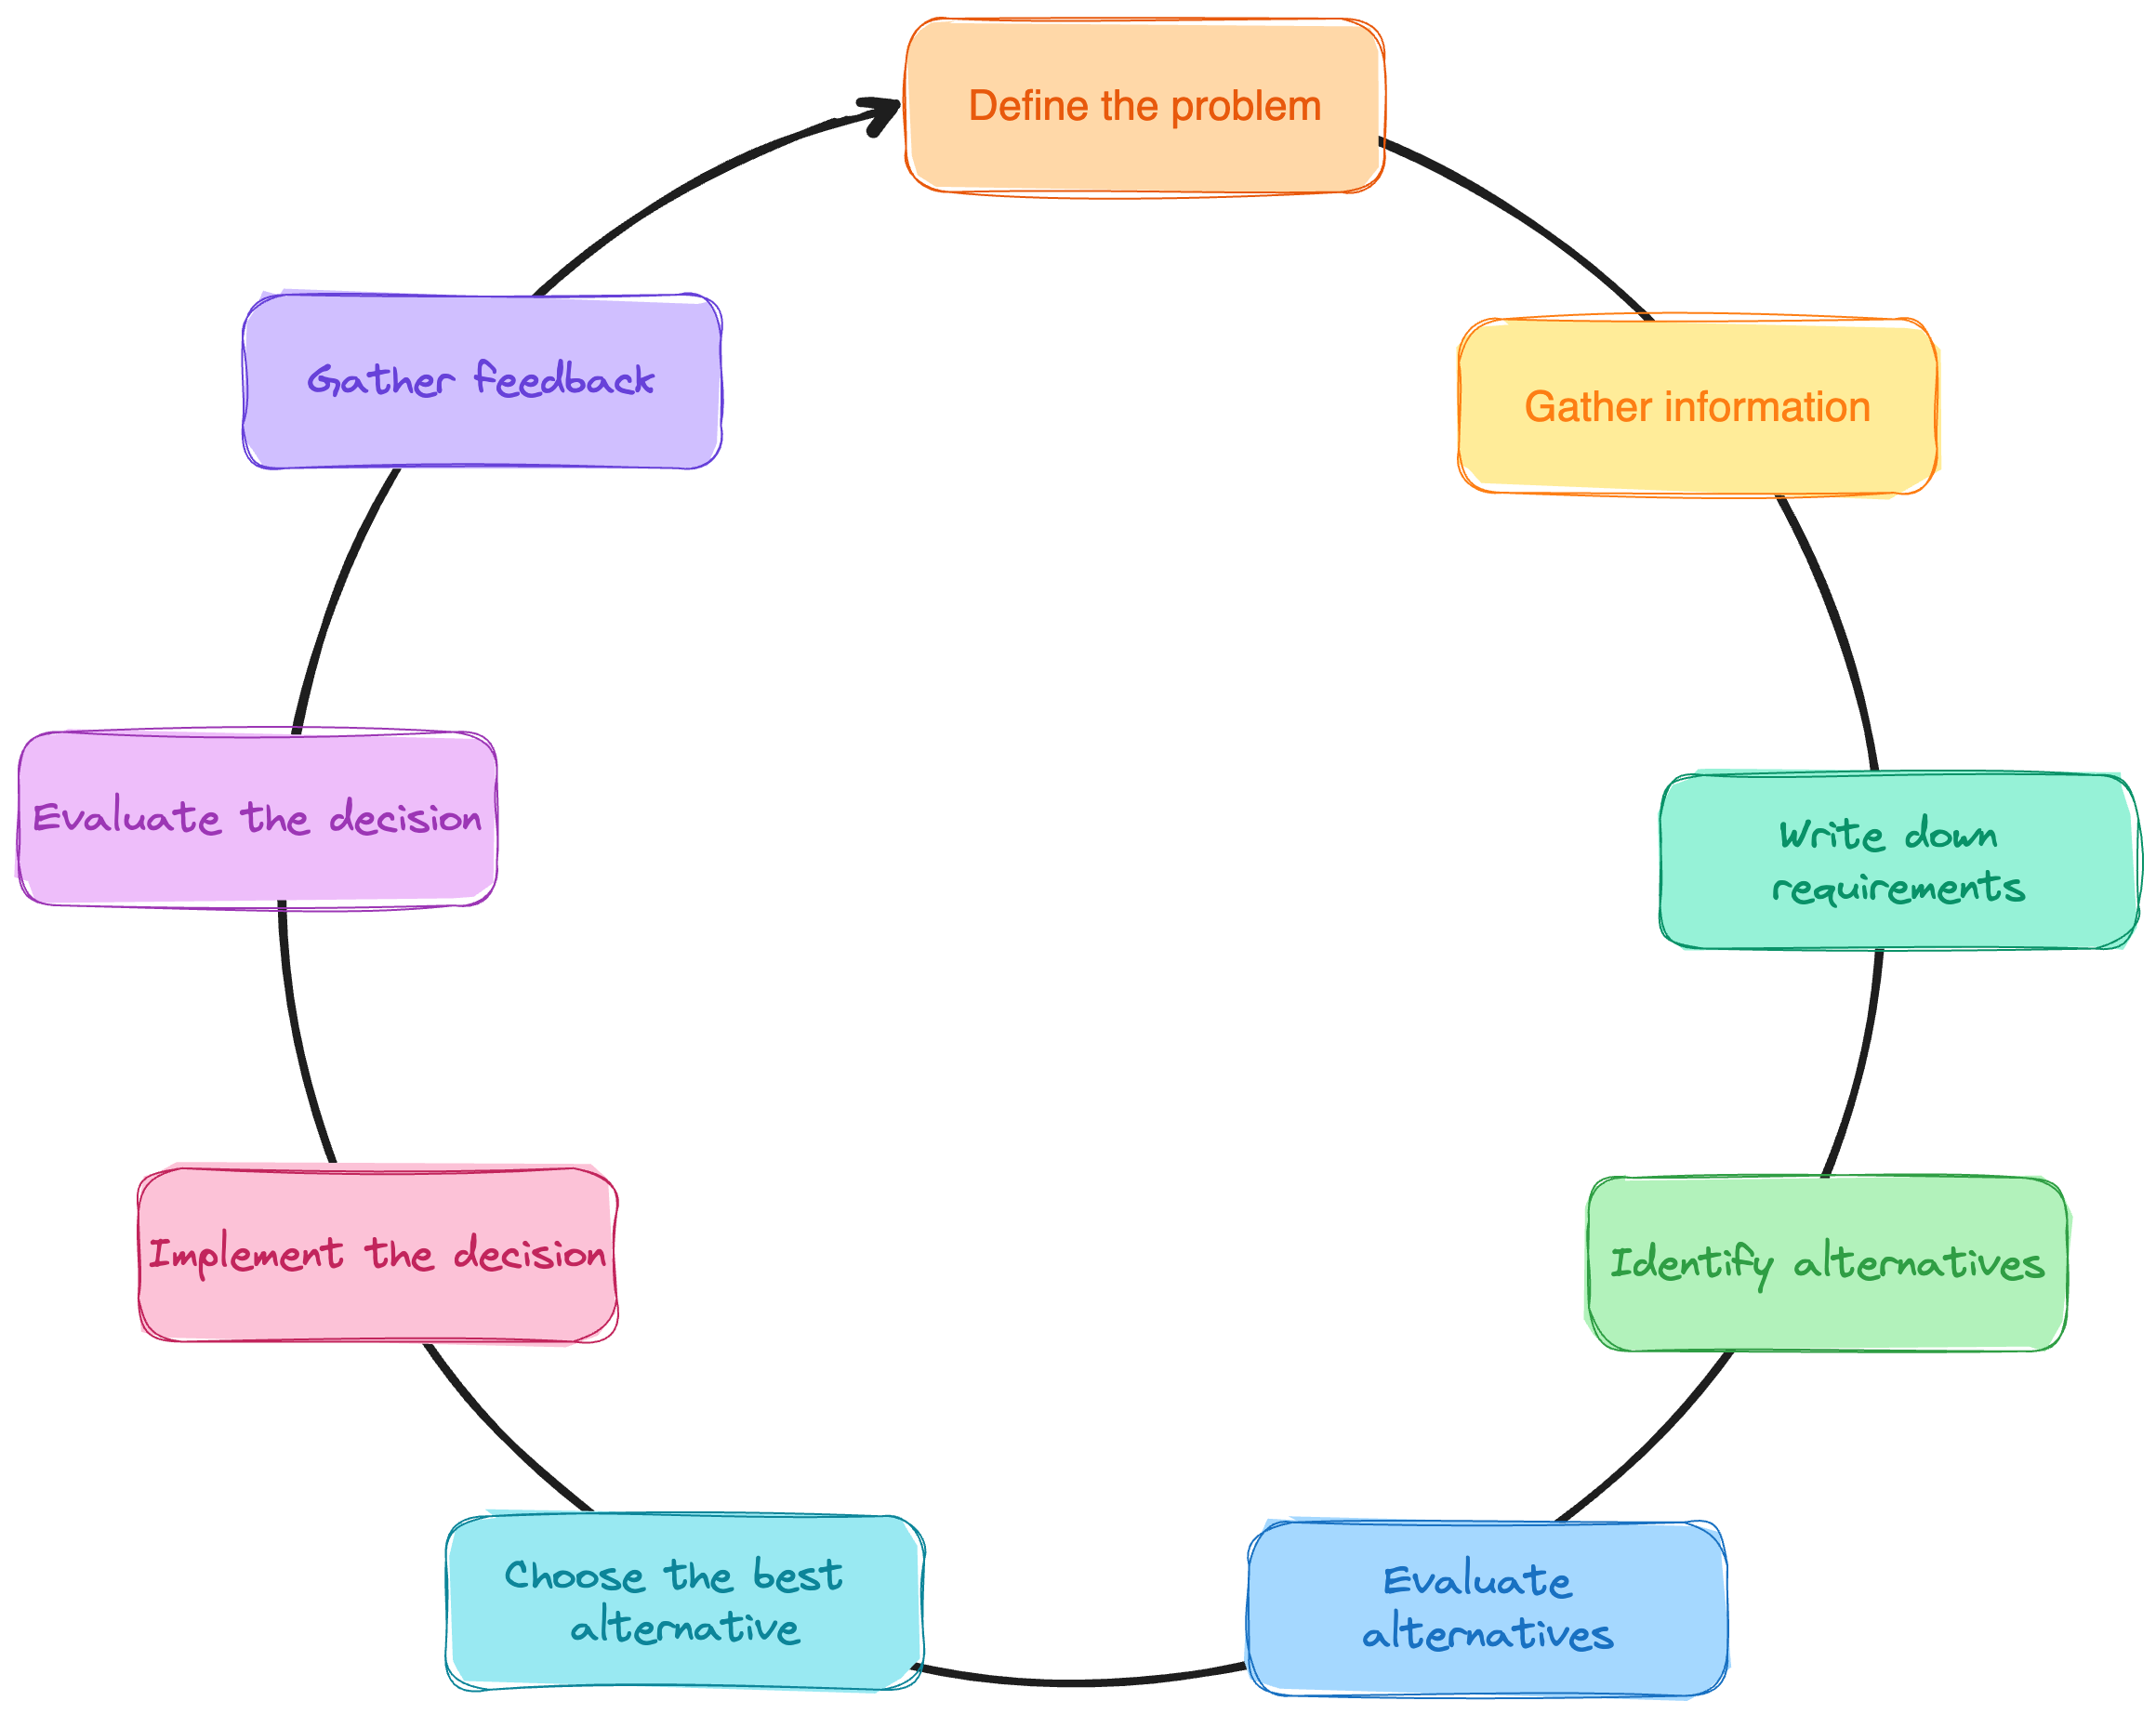 Define the problem
Gather information
Write down
requirements
Identify alternatives
Evaluate
alternatives
Choose the best
alternative
Implement the decision
Evaluate the decision
Gather feedback